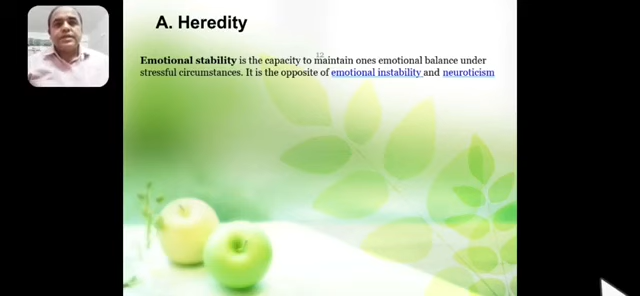 A. Heredity
12
Emotional stability is the capacity to maintain ones emotional balance under
stressful circumstances. It is the opposite of emotional instability and neuroticism